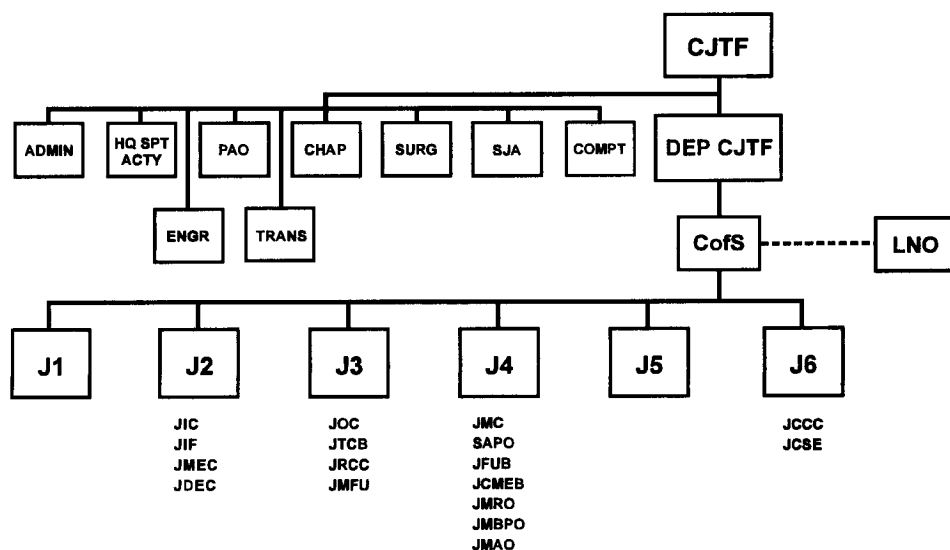 CJTF
ADMIN
HQ SPT
ACTY
PAO
CHAP
SURG
SJA
COMPT
DEP CJTF
ENGR
TRANS
CofS
LNO
J1
J2
J3
J4
J5
J6
JIC
JIF
JMEC
JDEC
JOC
JTCB
JRCC
JMFU
JMC
SAPO
JFUB
JCMEB
JMRO
JMBPO
JMAO
JCCC
JCSE